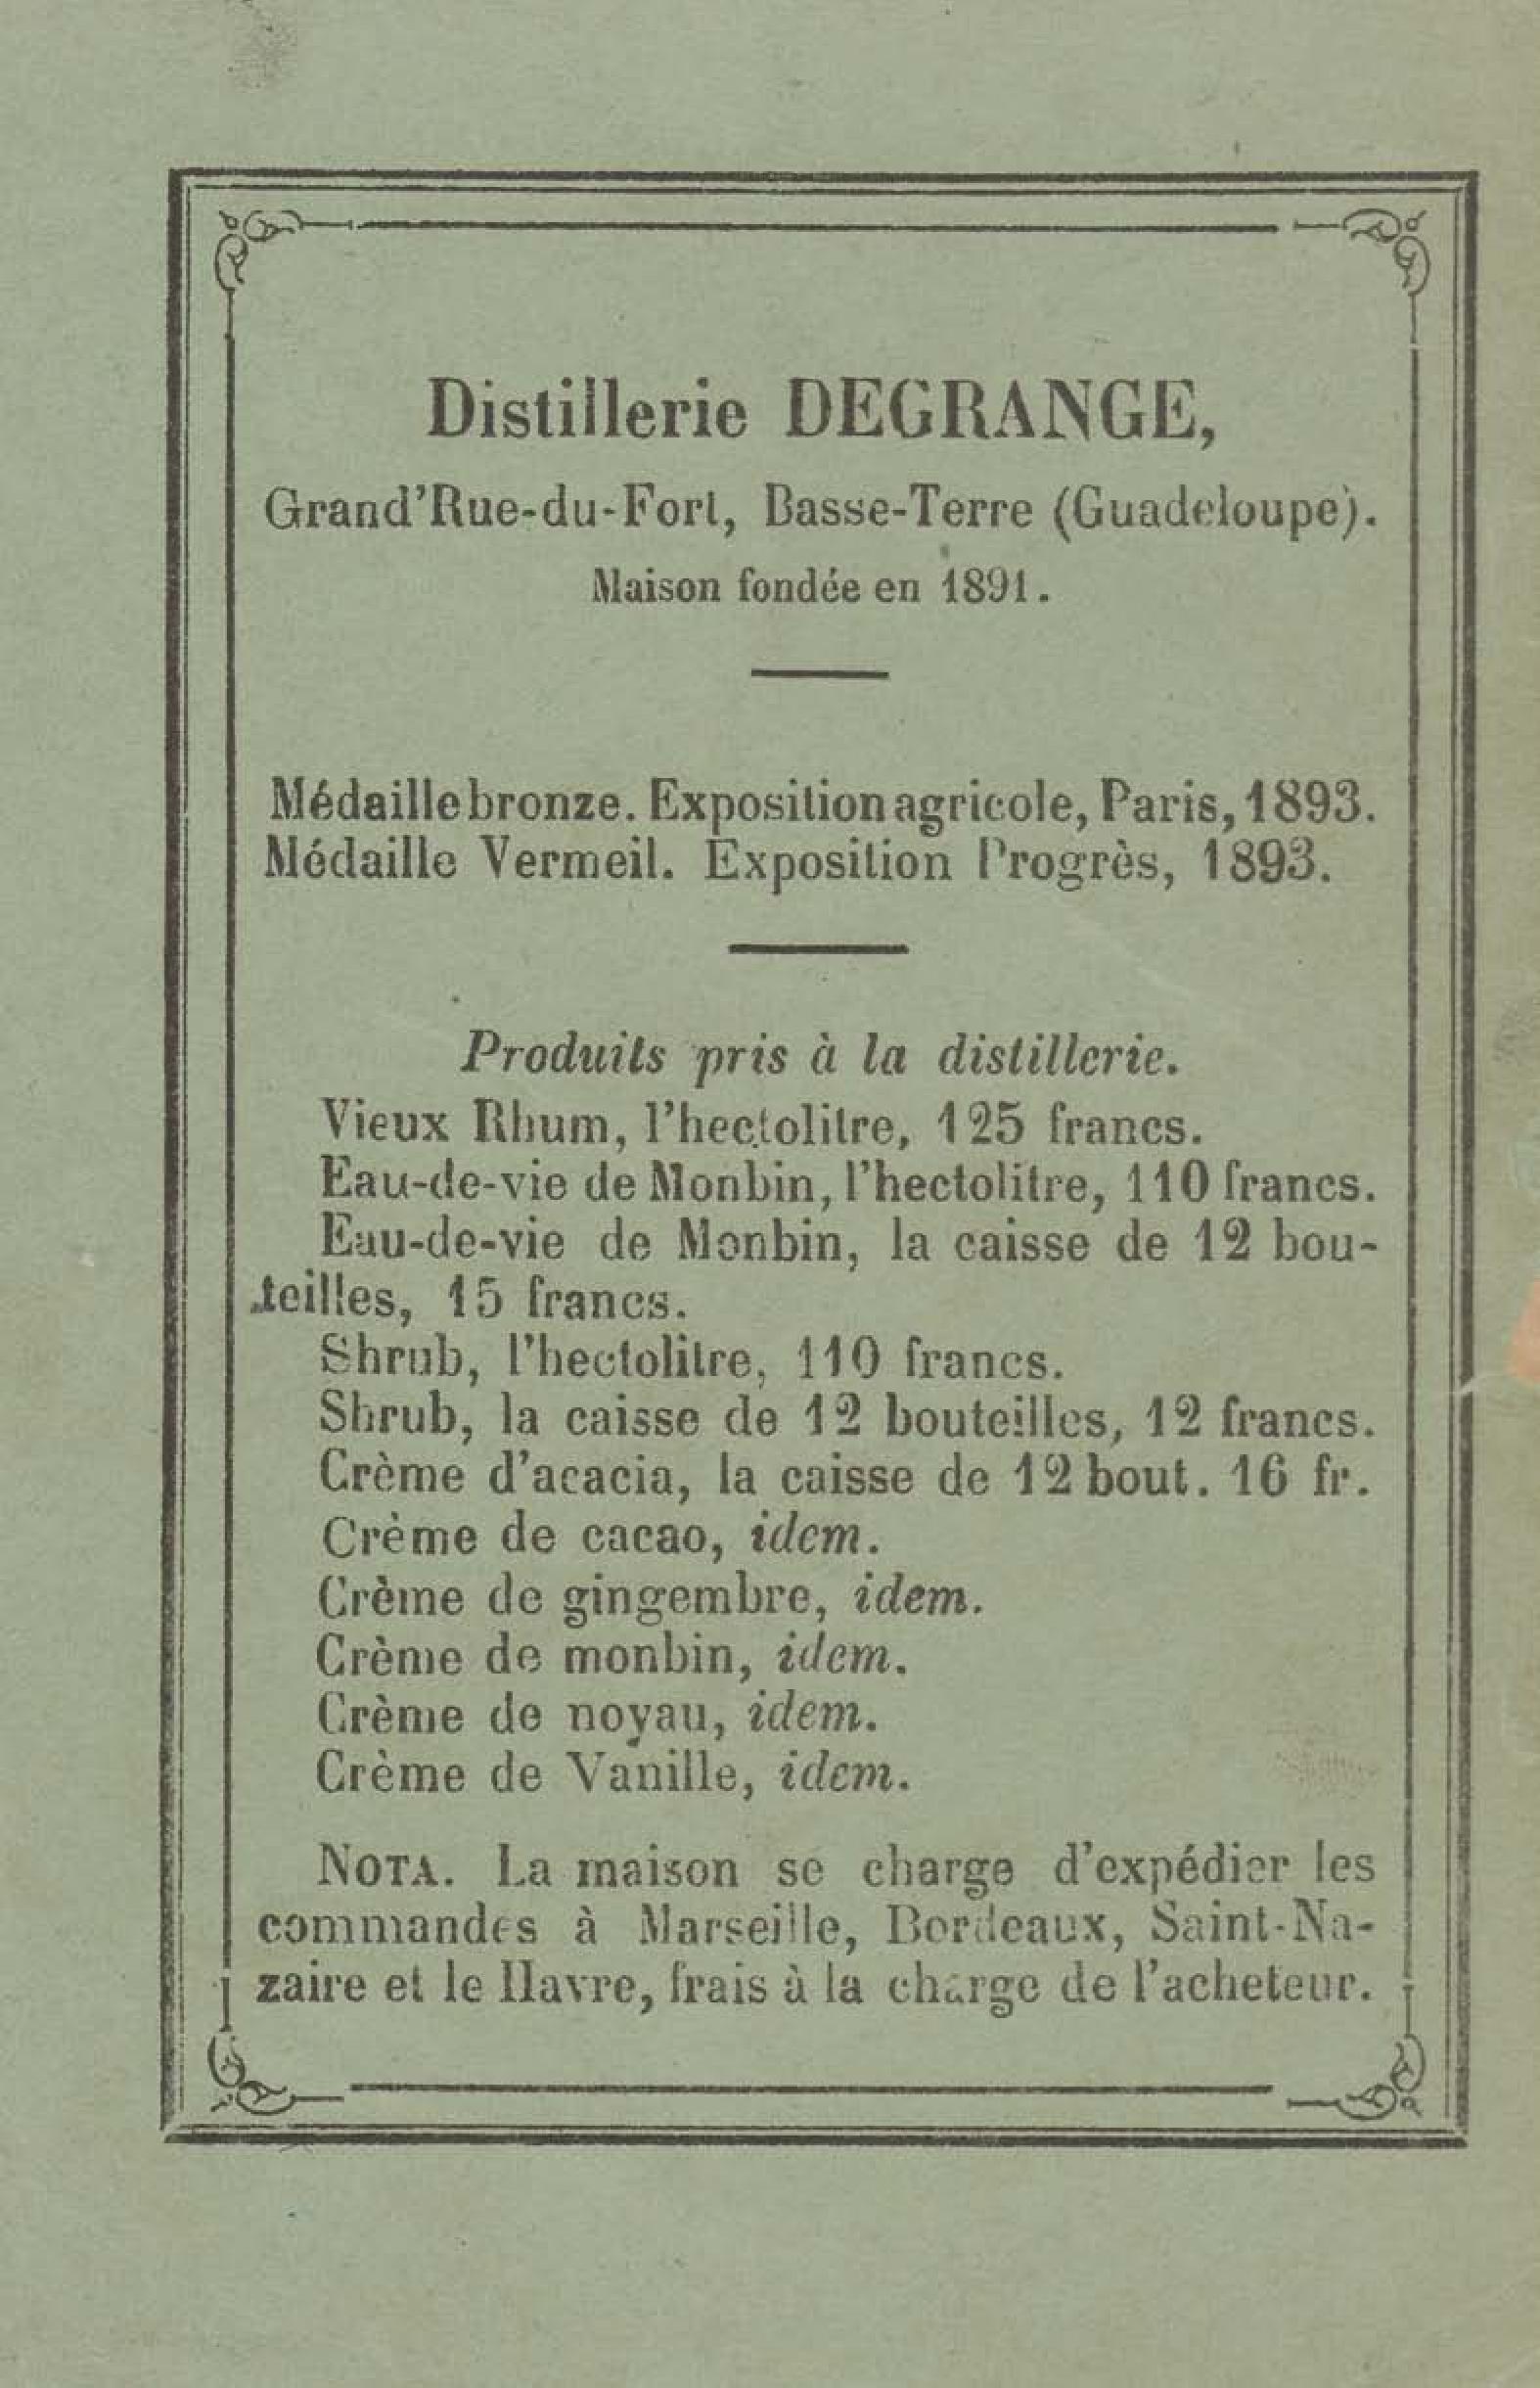 Distillerie DEGRANGE,
Grand'Rue-du-Fort, Basse-Terre (Guadeloupe).
Maison fondée en 1891.
Médaille bronze. Exposition agricole, Paris, 1893.
Médaille Vermeil. Exposition Progrès, 1893.
Produits pris à la distillerie.
Vieux Rhum, l'hectolitre, 125 francs.
Eau-de-vie de Monbin, l'hectolitre, 110 francs.
Eau-de-vie de Monbin, la caisse de 12 bou-
teilles, 15 francs.
Shrub, l'hectolitre, 110 francs.
Shrub, la caisse de 12 bouteilles, 12 francs.
Crème d'acacia, la caisse de 12 bout. 16 fr.
Crème de cacao, idem.
Crème de gingembre, idem.
Crème de monbin, idem.
Crème de noyau, idem.
Crème de Vanille, idem.
NOTA. La maison se charge d'expédier les
commandes à Marseille, Bordeaux, Saint-Na-
zaire et le Havre, frais à la charge de l'acheteur.